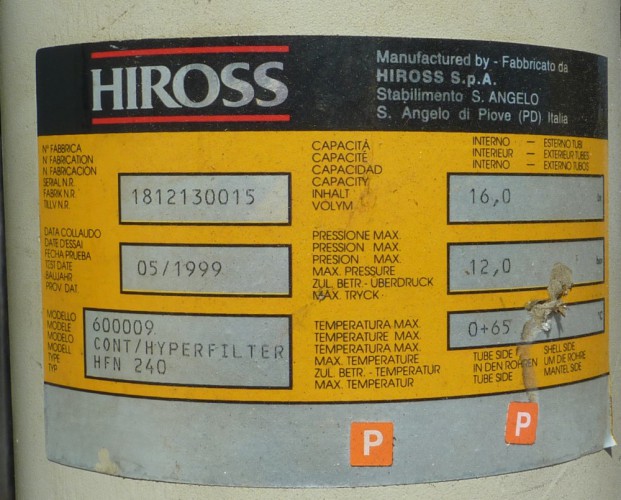 HIROSS
Manufactured by - Fabbricato da
HIROSS S.p.A.
Stabilimento S. ANGELO
S. Angelo di Piove (PD) Italia
N° FABBRICA
N° FABRICATION
N. FABRICACION
SERIAL N.R.
FABRIK N.R
TILLV N.R.
1812130015
CAPACITÀ
CAPACITÉ
CAPACIDAD
CAPACITY
INHALT
VOLYM
INTERNO - ESTERNO TUBI
INTERIEUR - EXTERIEUR TUBES
INTERNO - EXTERIENO TUBOS
16,0
DATA COLLAUDO
DATE D'ESSAI
FECHA PRUEBA
TEST DATE
BAUJAHR
PROV DAT.
05/1999
PRESSIONE MAX.
PRESSION MAX.
PRESION MAX.
MAX. PRESSURE
ZUL. BETR.- ÜBERDRUCK
MAX. TRYCK
12,0
bar
MODELLO
MODELE
MODELO
MODELL
TYPE
TYP
600009
CONT/HYPERFILTER
HFN 240
TEMPERATURA MAX.
TEMPERATURE MAX.
TEMPERATURA MAX.
MAX. TEMPERATURE
ZUL. BETR. - TEMPERATUR
MAX. TEMPERATUR
0+65
°C
TUBE SIDE / SHELL SIDE
IN DEN ROHREN UM DIE ROHRE
TUBE SIDE MANTEL SIDE
P
P